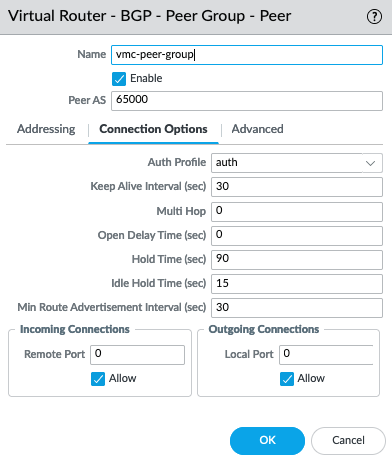 Virtual Router - BGP - Peer Group - Peer ?
Name vmc-peer-group
Enable
Peer AS 65000
Addressing Connection Options Advanced
Auth Profile auth
Keep Alive Interval (sec) 30
Multi Hop 0
Open Delay Time (sec) 0
Hold Time (sec) 90
Idle Hold Time (sec) 15
Min Route Advertisement Interval (sec) 30
Incoming Connections Outgoing Connections
Remote Port 0 Local Port 0
Allow Allow
OK Cancel